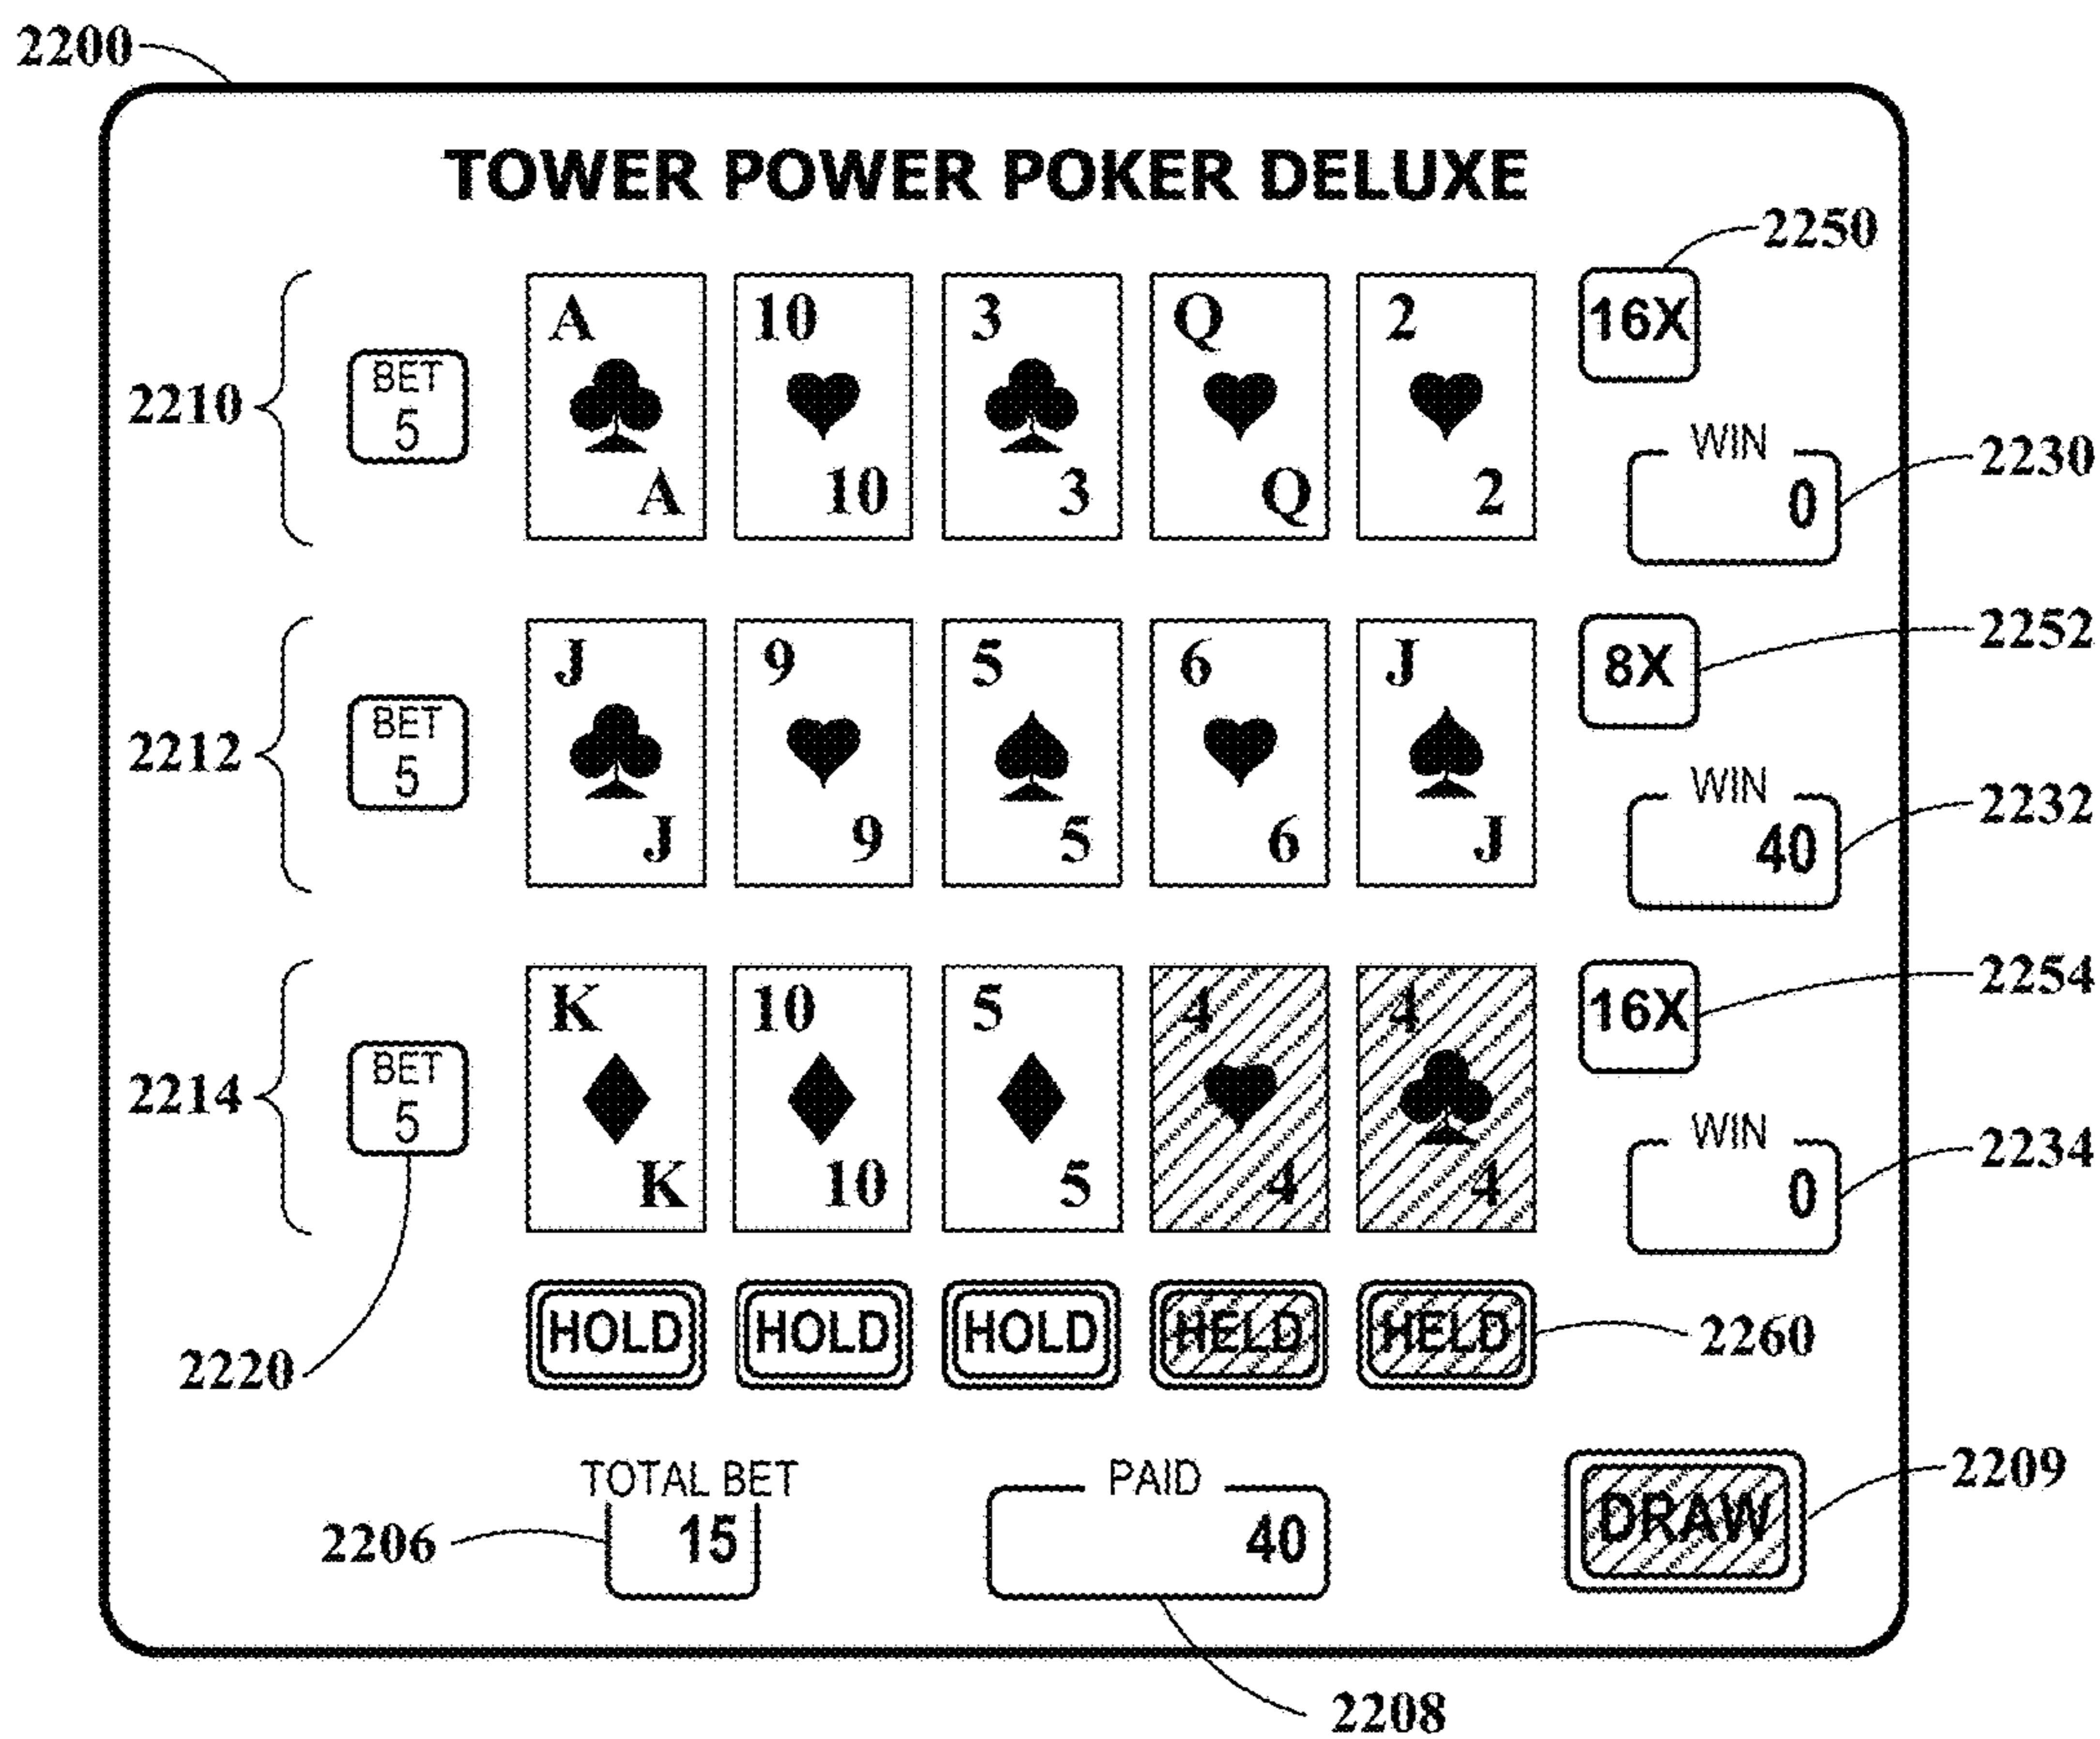 2200
TOWER POWER POKER DELUXE
2250
A 10 3 Q 2 16X
BET
2210 5
WIN
2230
A 10 3 Q 2 0
J 9 5 6 J 8X 2252
BET
2212 5
WIN
2232
J 9 5 6 J 40
K 10 5 4 4 16X 2254
BET
2214 5
WIN
2234
K 10 5 4 4 0
HOLD HOLD HOLD HELD HELD 2260
2220
TOTAL BET PAID 2209
2206 15 40 DRAW
2208